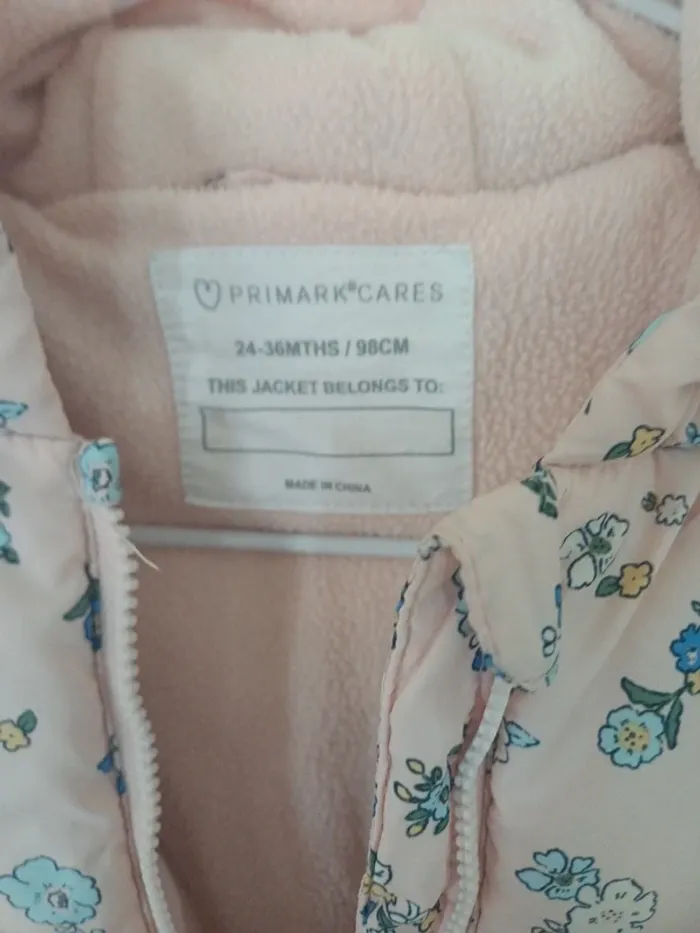 PRIMARK®CARES
24-36MTHS / 98CM
THIS JACKET BELONGS TO:
MADE IN CHINA